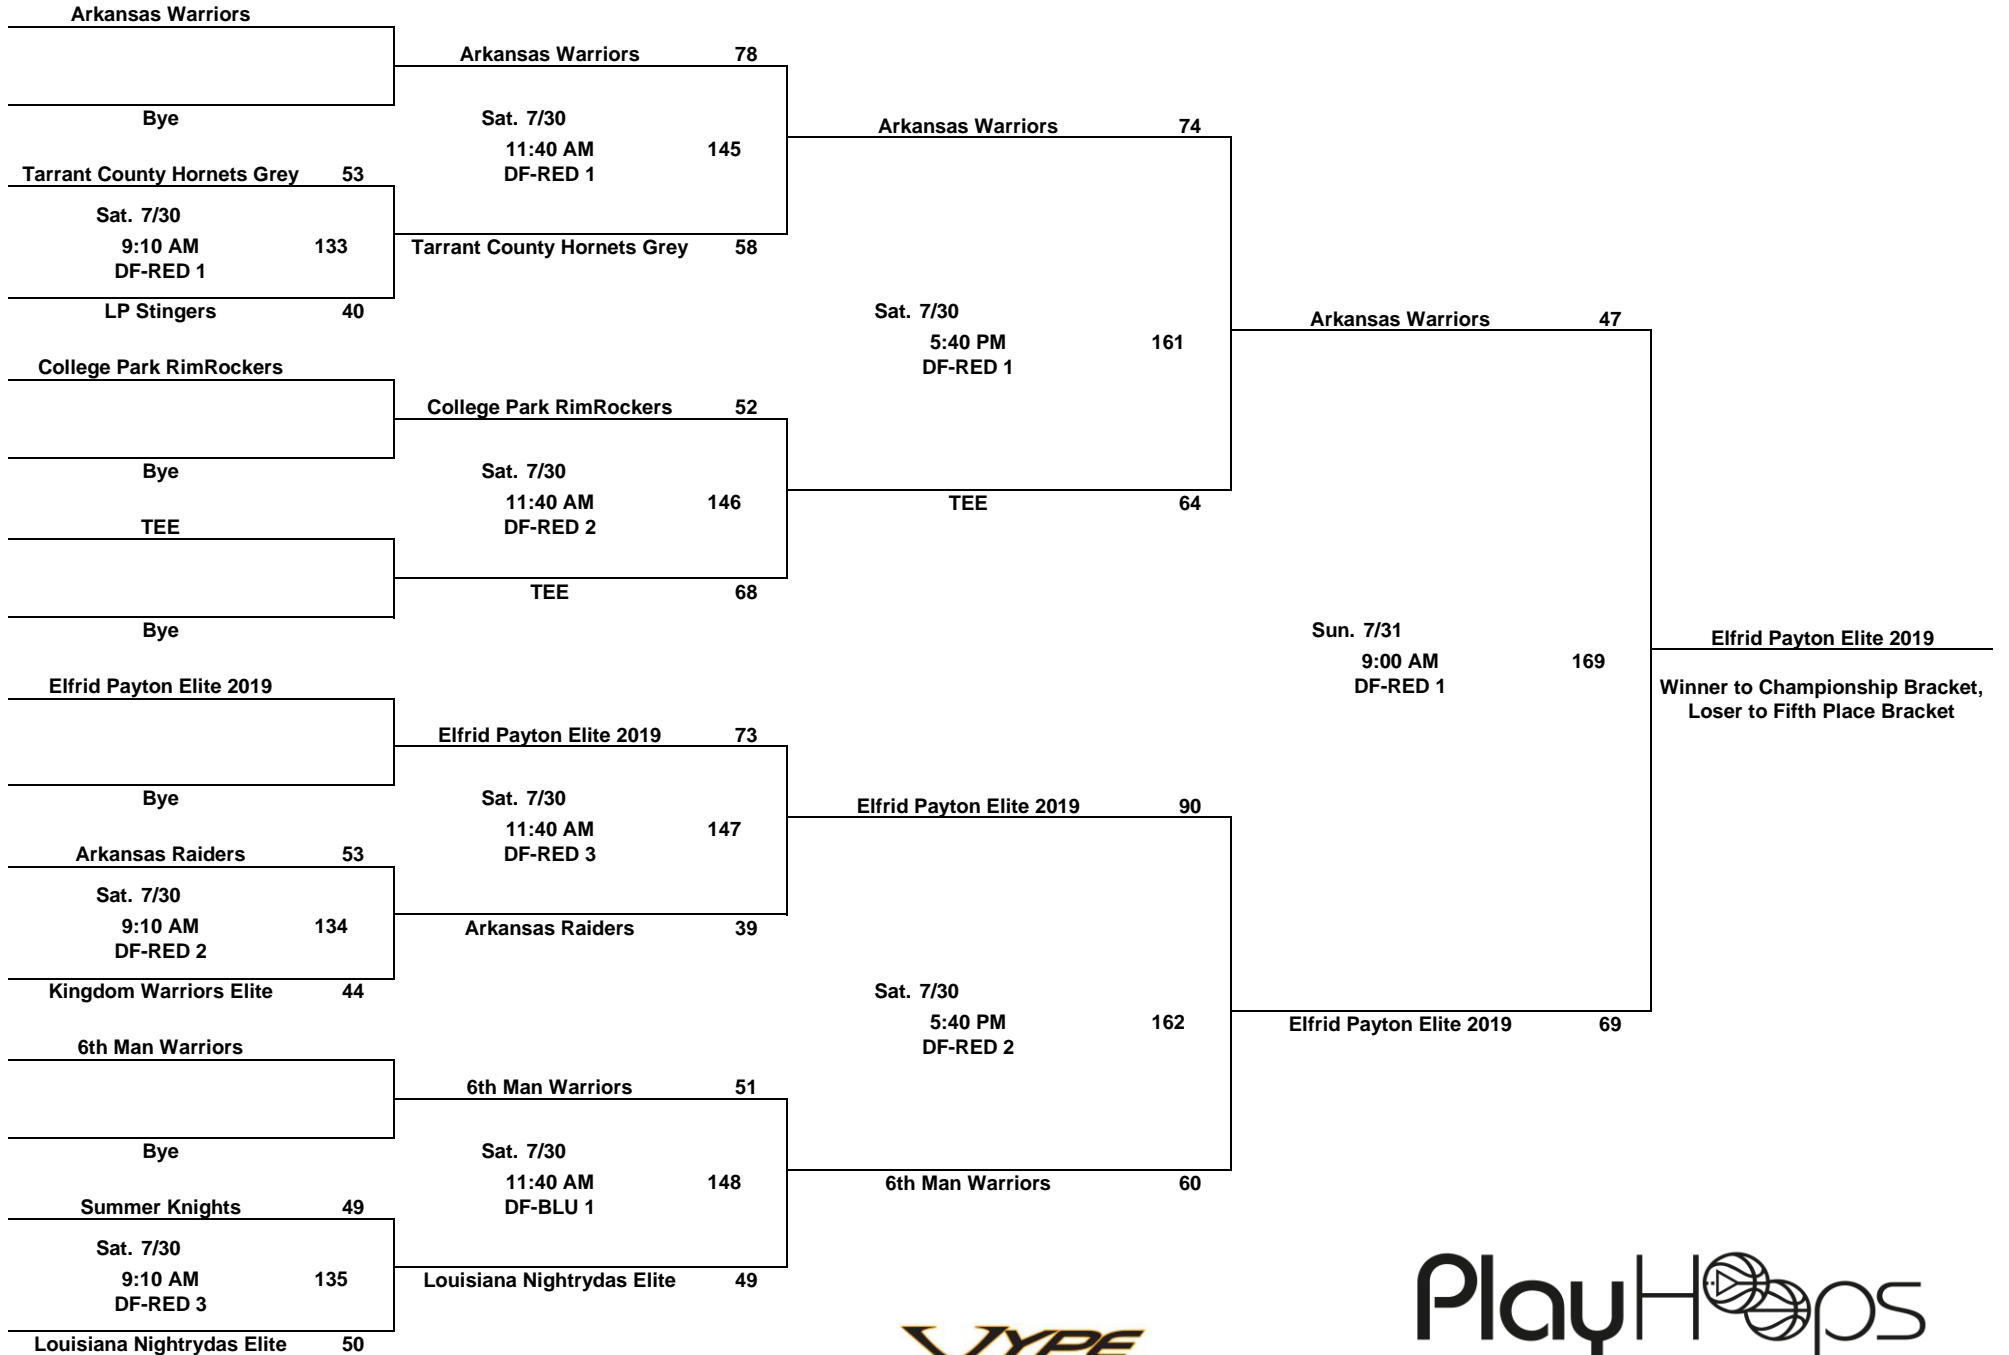 Arkansas Warriors
Arkansas Warriors 78
Bye
Sat. 7/30
11:40 AM 145
DF-RED 1
Arkansas Warriors 74
Tarrant County Hornets Grey 53
Sat. 7/30
9:10 AM 133
DF-RED 1
Tarrant County Hornets Grey 58
LP Stingers 40
Sat. 7/30
5:40 PM 161
DF-RED 1
Arkansas Warriors 47
College Park RimRockers
College Park RimRockers 52
Bye
Sat. 7/30
11:40 AM 146
DF-RED 2
TEE 64
TEE
TEE 68
Bye
Sun. 7/31
9:00 AM 169
DF-RED 1
Elfrid Payton Elite 2019
Winner to Championship Bracket,
Loser to Fifth Place Bracket
Elfrid Payton Elite 2019
Elfrid Payton Elite 2019 73
Bye
Sat. 7/30
11:40 AM 147
DF-RED 3
Elfrid Payton Elite 2019 90
Arkansas Raiders 53
Sat. 7/30
9:10 AM 134
DF-RED 2
Arkansas Raiders 39
Kingdom Warriors Elite 44
Sat. 7/30
5:40 PM 162
DF-RED 2
Elfrid Payton Elite 2019 69
6th Man Warriors
6th Man Warriors 51
Bye
Sat. 7/30
11:40 AM 148
DF-BLU 1
6th Man Warriors 60
Summer Knights 49
Sat. 7/30
9:10 AM 135
DF-RED 3
Louisiana Nightrydas Elite 49
Louisiana Nightrydas Elite 50
VYPE
PlayHoops